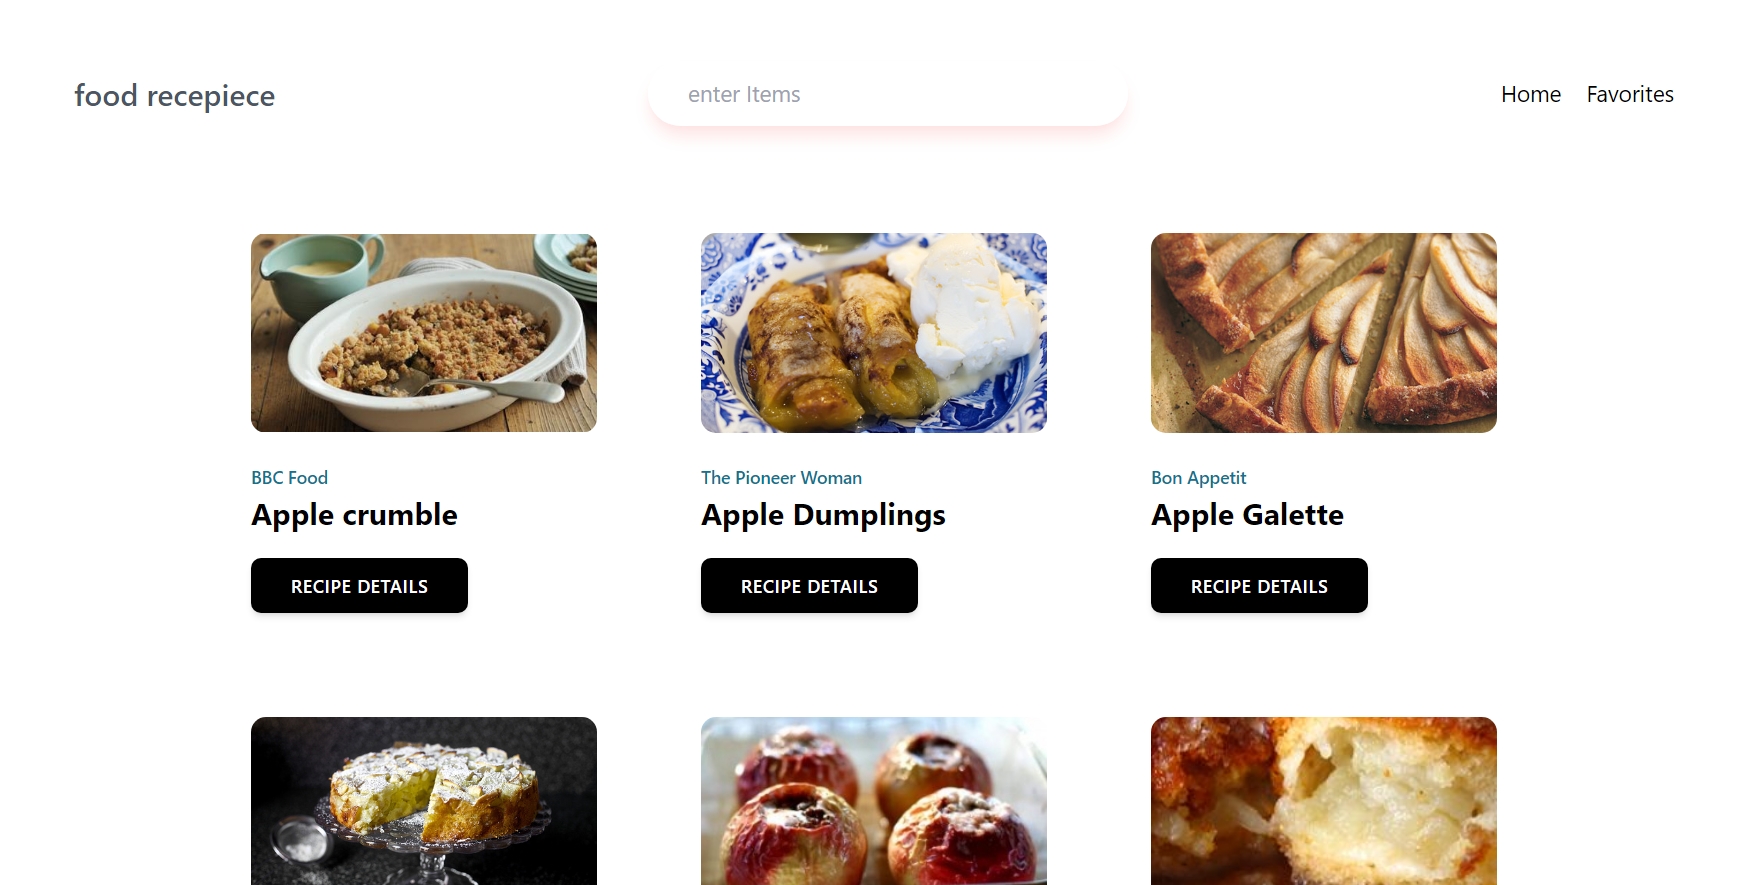 food recepiece
enter Items
Home
Favorites
BBC Food
Apple crumble
RECIPE DETAILS
The Pioneer Woman
Apple Dumplings
RECIPE DETAILS
Bon Appetit
Apple Galette
RECIPE DETAILS